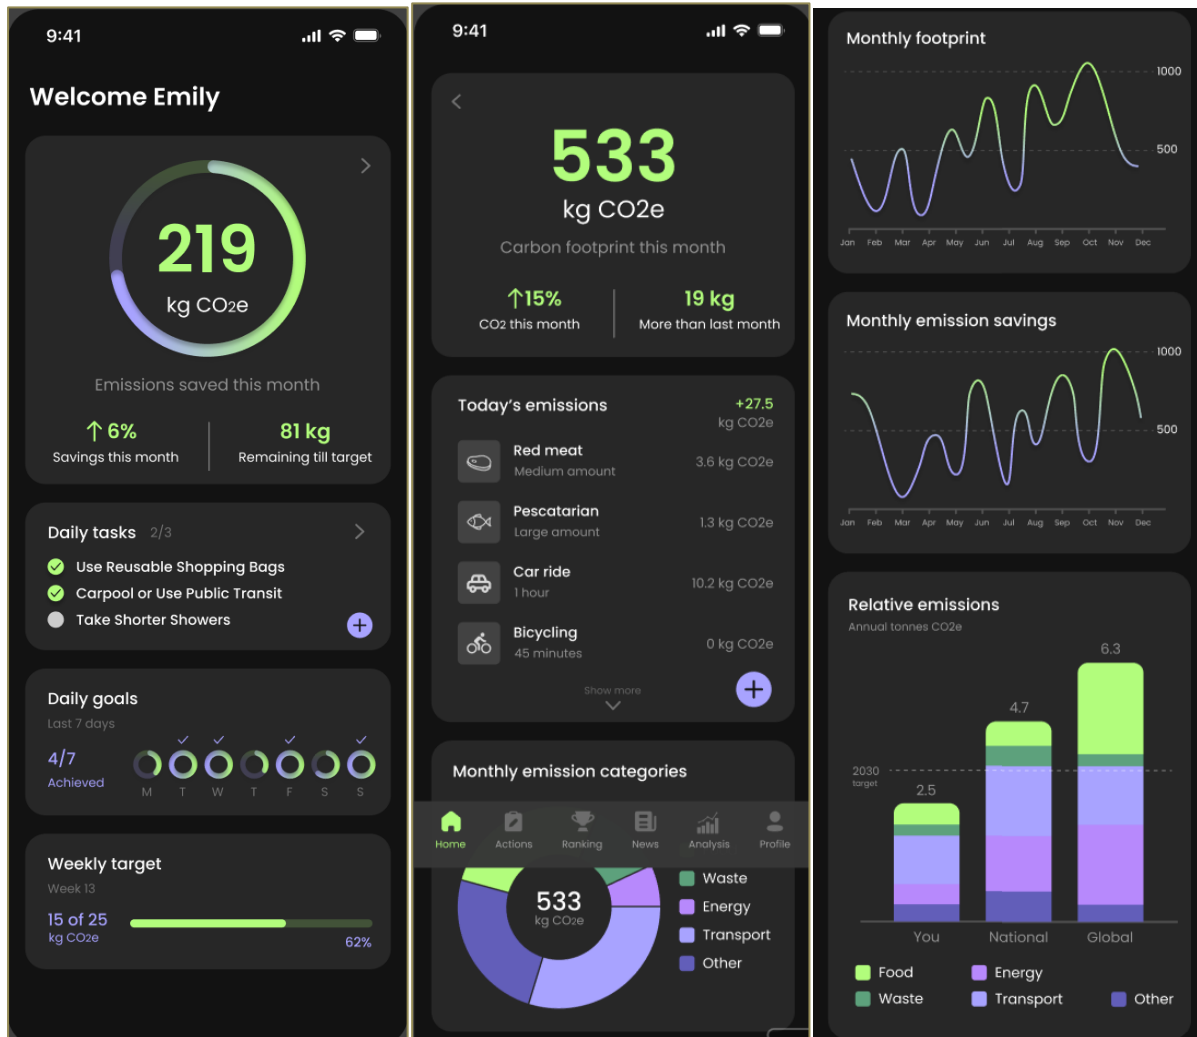 9:41
Welcome Emily
219
kg CO2e
Emissions saved this month
↑ 6%
Savings this month
81 kg
Remaining till target
Daily tasks 2/3
Use Reusable Shopping Bags
Carpool or Use Public Transit
Take Shorter Showers
Daily goals
Last 7 days
4/7
Achieved
M T W T F S S
Weekly target
Week 13
15 of 25
kg CO2e
62%
9:41
533
kg CO2e
Carbon footprint this month
↑15%
CO2 this month
19 kg
More than last month
Today's emissions
+27.5
kg CO2e
Red meat
Medium amount
3.6 kg CO2e
Pescatarian
Large amount
1.3 kg CO2e
Car ride
1 hour
10.2 kg CO2e
Bicycling
45 minutes
0 kg CO2e
Show more
Monthly emission categories
Home Actions Ranking News Analysis Profile
533
kg CO2e
Waste
Energy
Transport
Other
Monthly footprint
1000
500
Jan Feb Mar Apr May Jun Jul Aug Sep Oct Nov Dec
Monthly emission savings
1000
500
Jan Feb Mar Apr May Jun Jul Aug Sep Oct Nov Dec
Relative emissions
Annual tonnes CO2e
6.3
4.7
2030
target
2.5
You National Global
Food Energy
Waste Transport Other